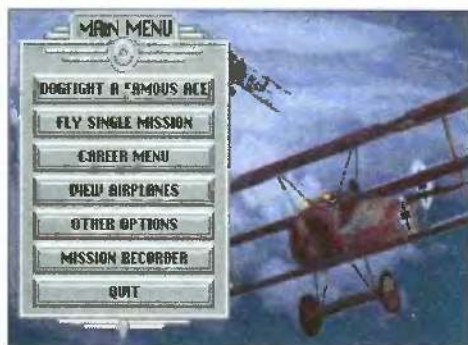 MAIN MENU
DOGFIGHT A FAMOUS ACE
FLY SINGLE MISSION
CAREER MENU
VIEW AIRPLANES
OTHER OPTIONS
MISSION RECORDER
QUIT